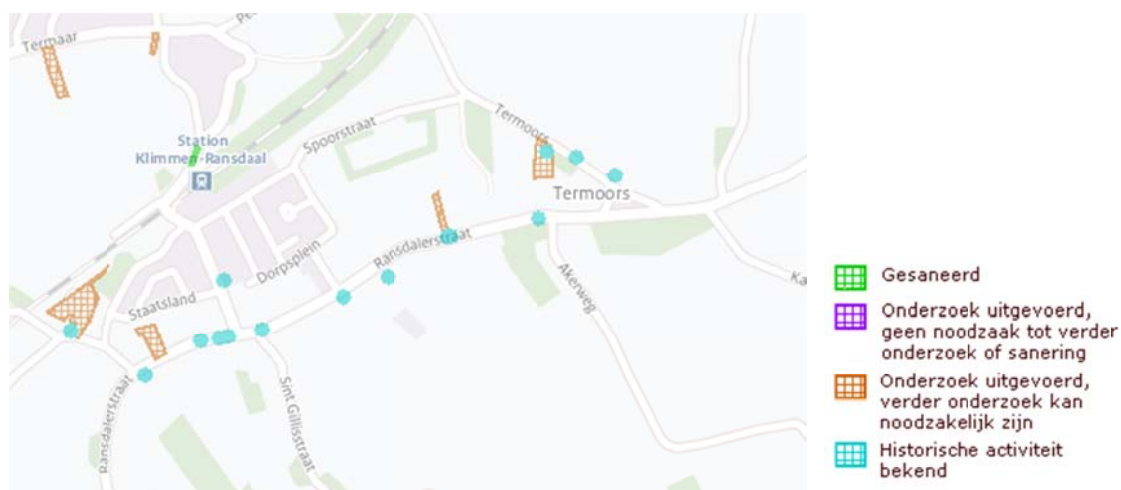 Termaar
Station
Klimmen-Ransdaal
Spoorstraat
Termoors
Termoors
Ransdalerstraat
Dorpsplein
Staatsland
Akerweg
Ransdalerstraat
Sint Gillisstraat
Gesaneerd
Onderzoek uitgevoerd,
geen noodzaak tot verder
onderzoek of sanering
Onderzoek uitgevoerd,
verder onderzoek kan
noodzakelijk zijn
Historische activiteit
bekend